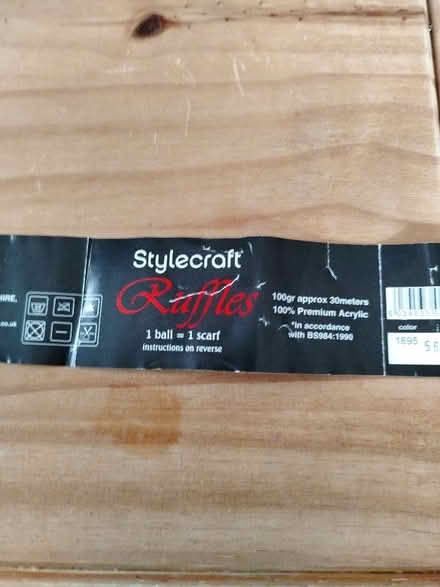 Stylecraft
Raffles
1 ball = 1 scarf
instructions on reverse
100gr approx 30meters
100% Premium Acrylic
*in accordance
with BS984:1990
color
1695